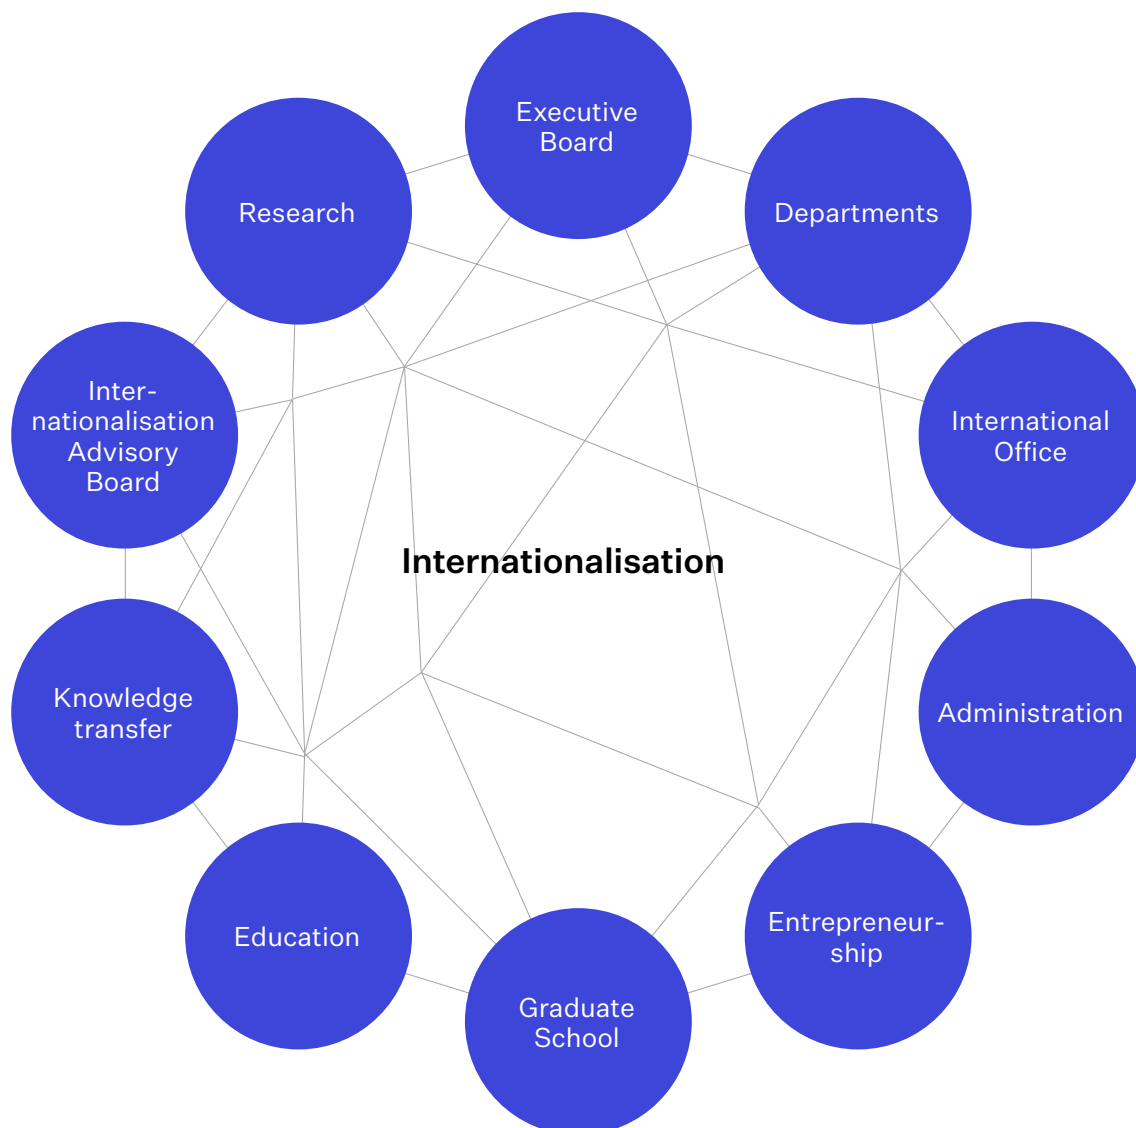 Executive
Board
Research
Departments
Inter-
nationalisation
Advisory
Board
International
Office
Internationalisation
Knowledge
transfer
Administration
Education
Entrepreneur-
ship
Graduate
School